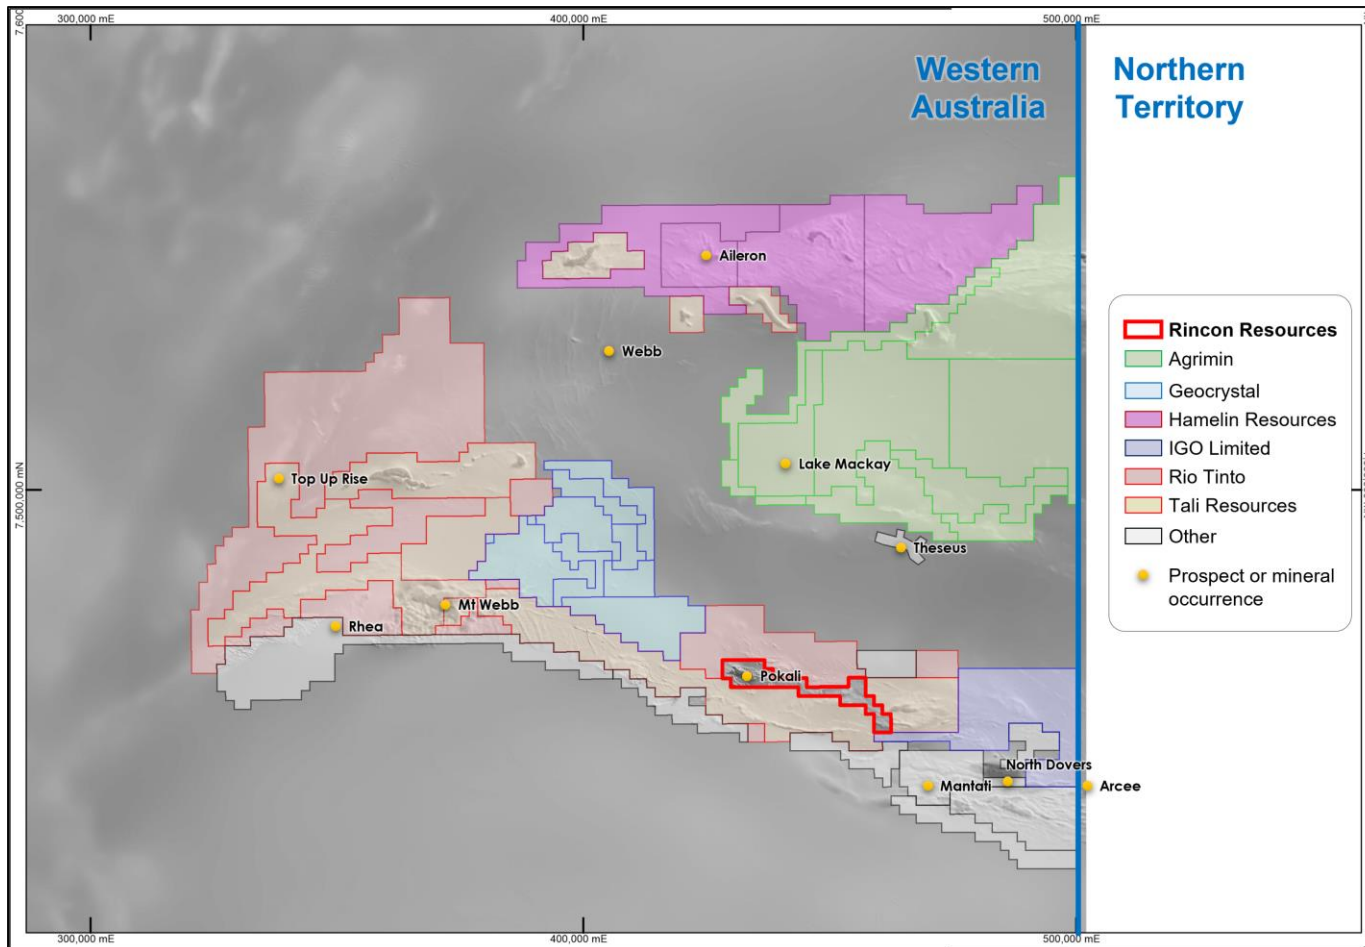 300,000 mE
400,000 mE
500,000 mE
7,600
Western
Australia
Northern
Territory
Aileron
Webb
Lake Mackay
Top Up Rise
7,500,000 mN
Theseus
Mt Webb
Rhea
Pokali
North Dovers
Mantati
Arcee
Rincon Resources
Agrimin
Geocrystal
Hamelin Resources
IGO Limited
Rio Tinto
Tali Resources
Other
Prospect or mineral
occurrence
300,000 mE
400,000 mE
500,000 mE